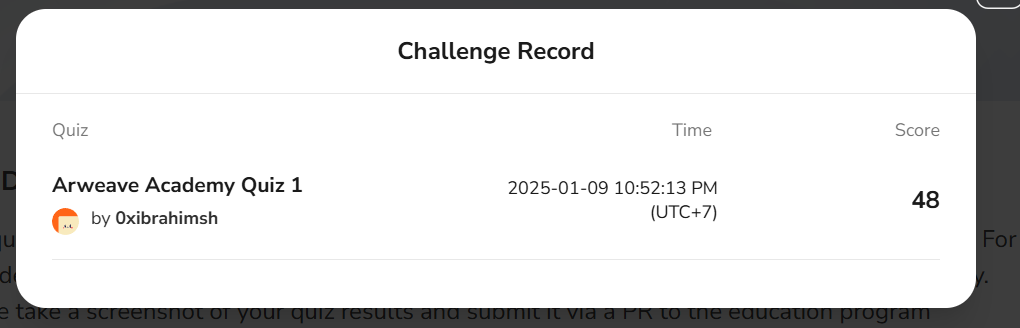 Challenge Record
Quiz Time Score
Arweave Academy Quiz 1
by 0xibrahimsh
2025-01-09 10:52:13 PM
(UTC+7)
48
For
y.
e take a screenshot of your quiz results and submit it via a PR to the education program